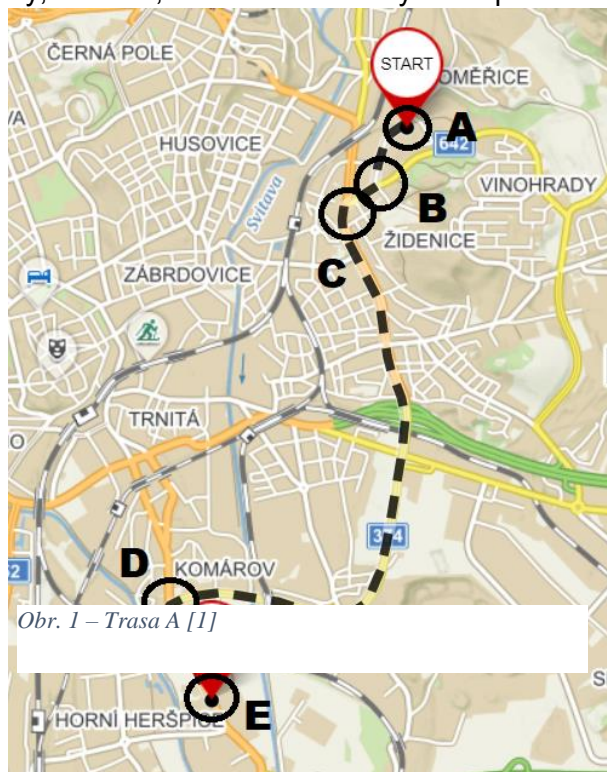 ČERNÁ POLE
START
OMĚŘICE
A
HUSOVICE
642
VINOHRADY
B
Svitava
ŽIDENICE
C
ZÁBRDOVICE
TRNITÁ
374
D
KOMÁROV
Obr. 1 – Trasa A [1]
E
HORNÍ HERŠPICE